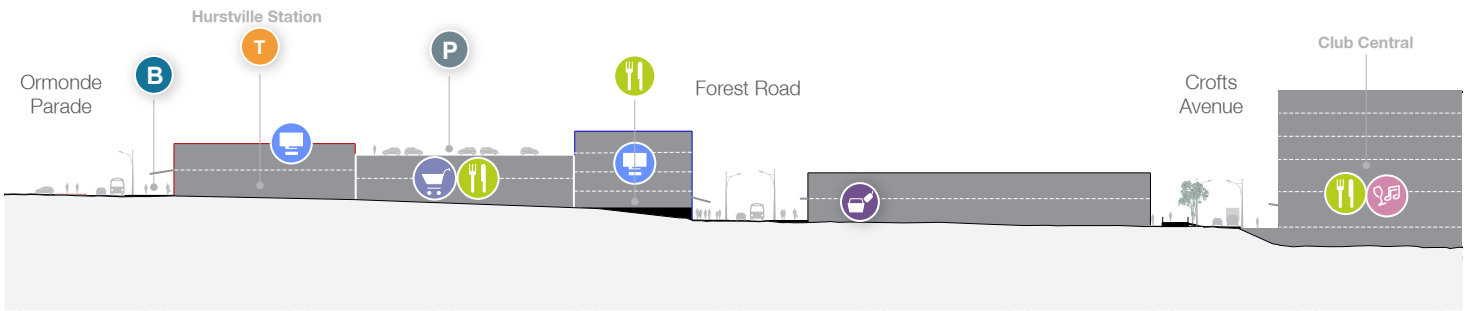 Hurstville Station
T
P
B
Ormonde
Parade
Forest Road
Crofts
Avenue
Club Central